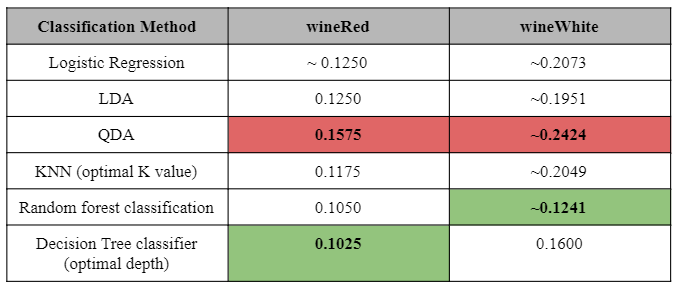 Classification Method wineRed wineWhite
Logistic Regression ~ 0.1250 ~0.2073
LDA 0.1250 ~0.1951
QDA 0.1575 ~0.2424
KNN (optimal K value) 0.1175 ~0.2049
Random forest classification 0.1050 ~0.1241
Decision Tree classifier 0.1025 0.1600
(optimal depth)